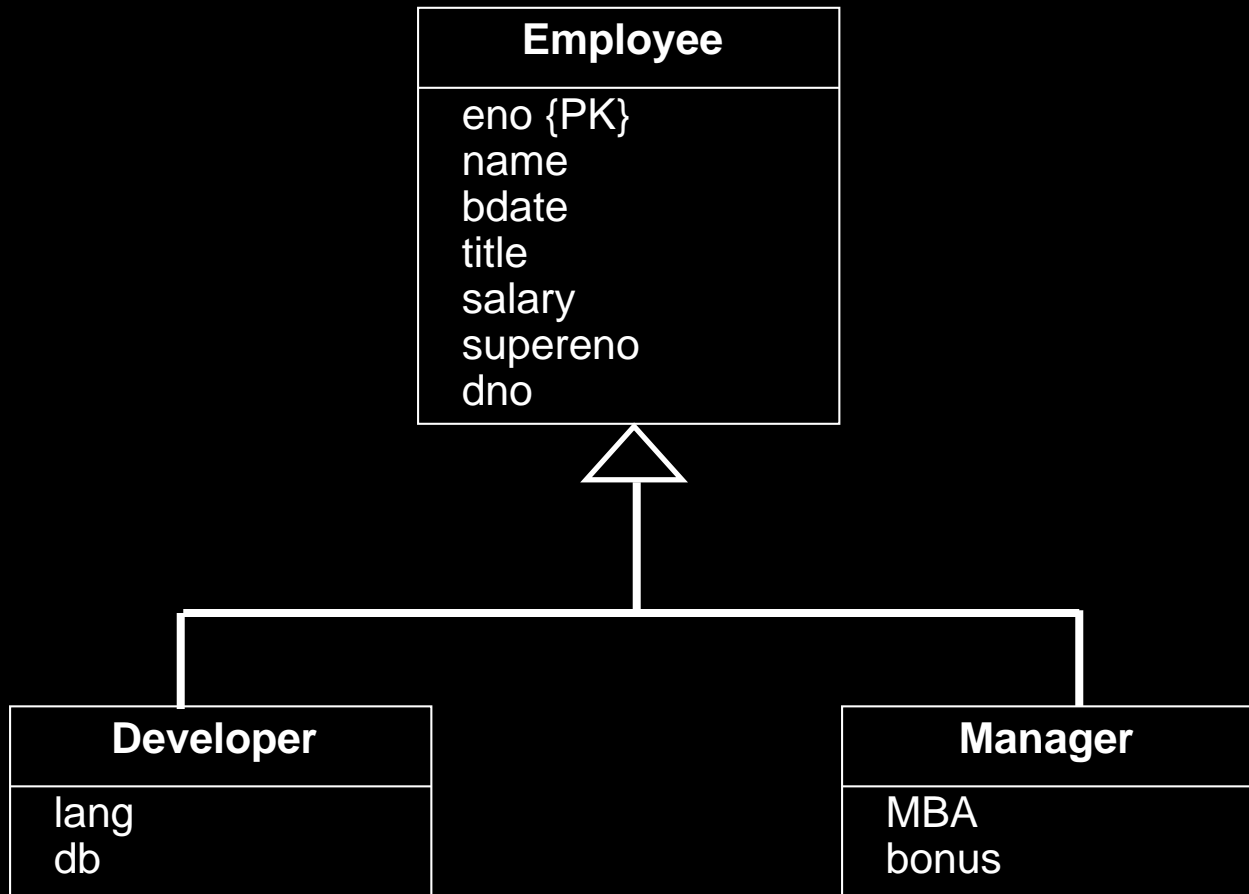 Employee
eno {PK}
name
bdate
title
salary
supereno
dno
Developer
lang
db
Manager
MBA
bonus